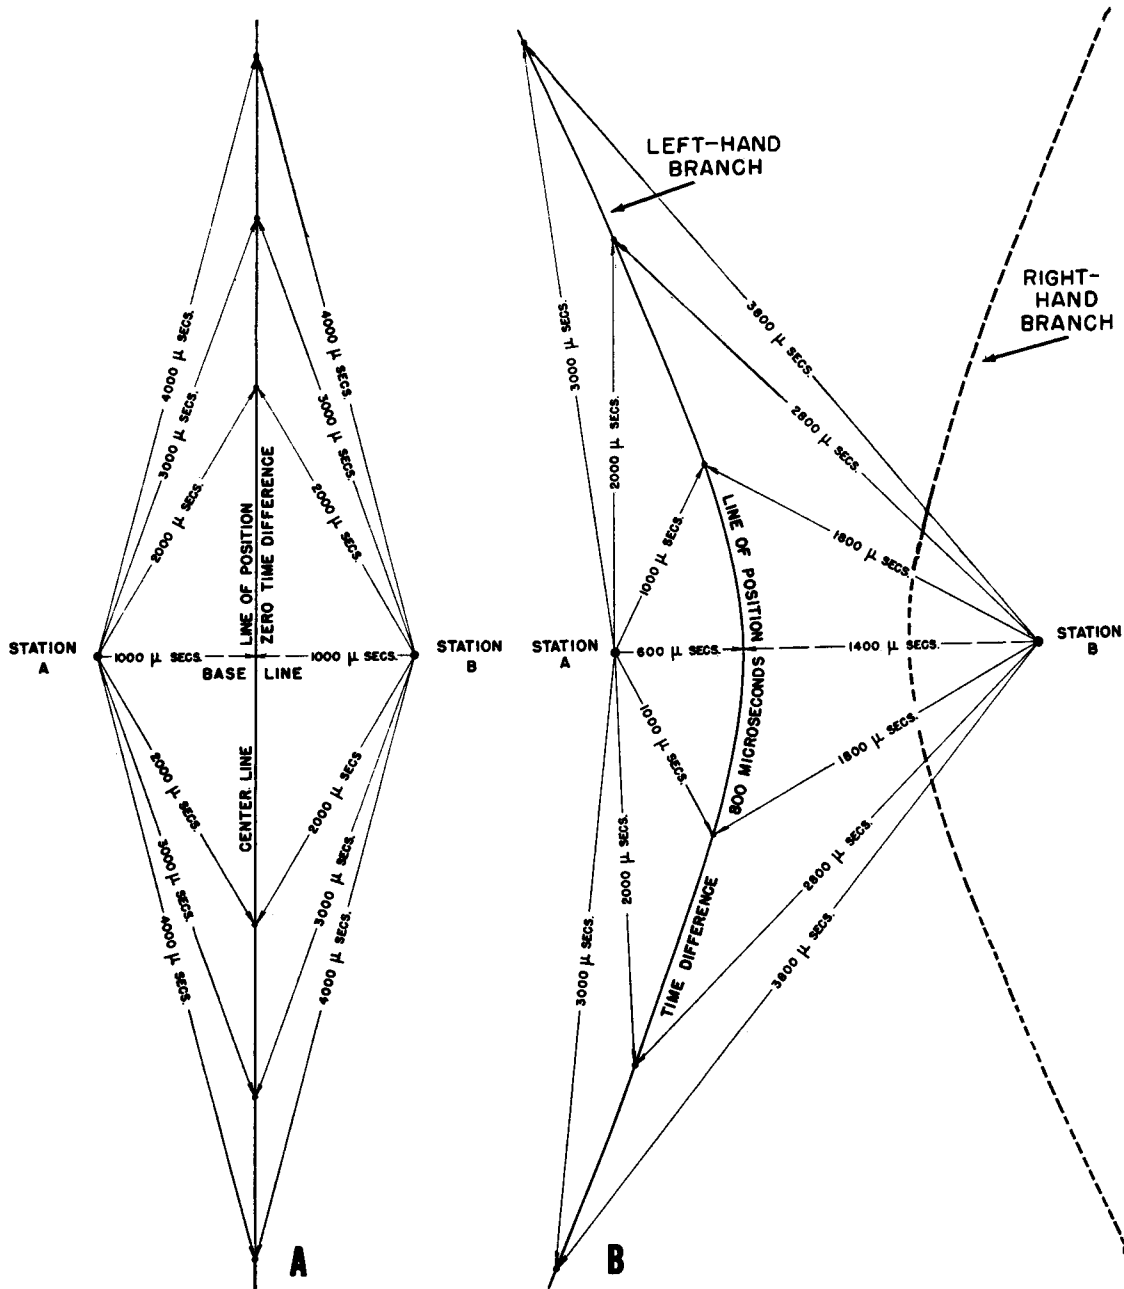 4000 μ SECS.
3000 μ SECS.
2000 μ SECS.
4000 μ SECS.
3000 μ SECS.
2000 μ SECS.
LINE OF POSITION
ZERO TIME DIFFERENCE
STATION
A
1000 μ SECS.
1000 μ SECS.
STATION
B
BASE LINE
CENTER LINE
2000 μ SECS.
3000 μ SECS.
4000 μ SECS.
2000 μ SECS
3000 μ SECS.
4000 μ SECS.
A
LEFT-HAND
BRANCH
RIGHT-
HAND
BRANCH
3000 μ SECS.
2000 μ SECS.
1000 μ SECS.
3800 μ SECS.
2800 μ SECS.
1800 μ SECS.
LINE OF POSITION
STATION
A
600 μ SECS.
1400 μ SECS.
STATION
B
1000 μ SECS.
2000 μ SECS.
3000 μ SECS.
1800 μ SECS.
2800 μ SECS.
3800 μ SECS.
800 MICROSECONDS
TIME DIFFERENCE
B